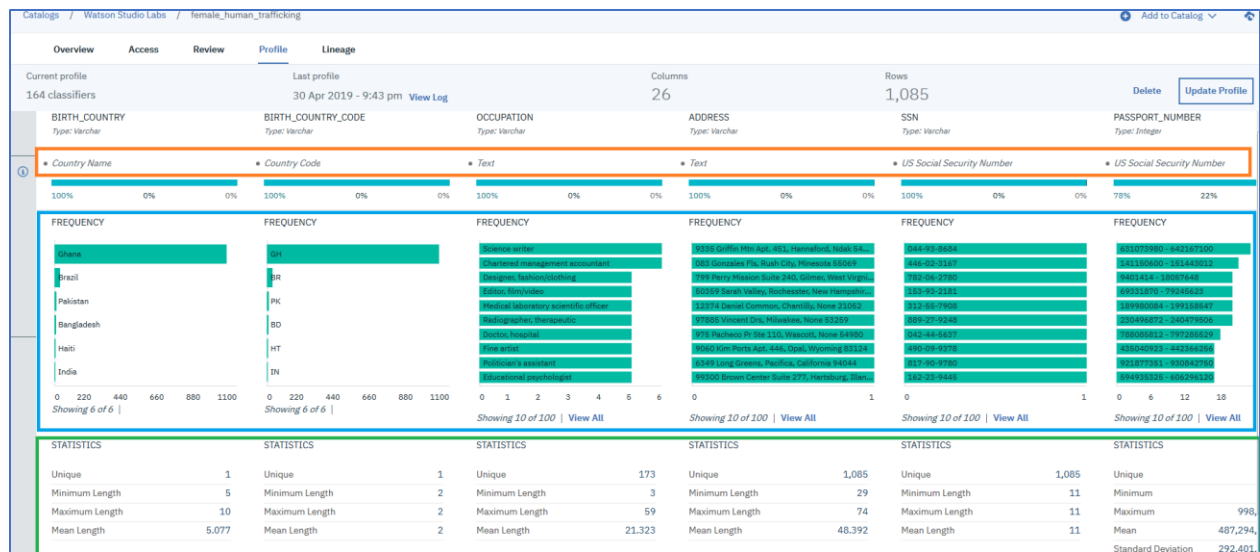 Catalogs / Watson Studio Labs / female_human_trafficking Add to Catalog
Overview Access Review Profile Lineage
Current profile Last profile Columns Rows
164 classifiers 30 Apr 2019 - 9:43 pm View Log 26 1,085 Delete Update Profile
BIRTH_COUNTRY BIRTH_COUNTRY_CODE OCCUPATION ADDRESS SSN PASSPORT_NUMBER
Type: Varchar Type: Varchar Type: Varchar Type: Varchar Type: Varchar Type: Integer
Country Name Country Code Text Text US Social Security Number US Social Security Number
100% 0% 0% 100% 0% 0% 100% 0% 0% 100% 0% 0% 100% 0% 0% 78% 22%
FREQUENCY FREQUENCY FREQUENCY FREQUENCY FREQUENCY FREQUENCY
Ghana
Brazil
Pakistan
Bangladesh
Haiti
India
0 220 440 660 880 1100
Showing 6 of 6 |
GH
BR
PK
BD
HT
IN
0 220 440 660 880 1100
Showing 6 of 6 |
Science writer
Chartered management accountant
Designer, fashion/clothing
Editor, film/video
Medical laboratory scientific officer
Radiographer, therapeutic
Doctor, hospital
Fine artist
Politician's assistant
Educational psychologist
0 1 2 3 4 5 6
Showing 10 of 100 | View All
9335 Griffin Mtn Apt. 451, Hannaford, Ndak 54...
083 Gonzales Fls, Rush City, Minesota 55069
799 Perry Mission Suite 240, Gilmer, West Virgni...
50359 Sarah Valley, Rochesster, New Hampshir...
12374 Daniel Common, Chantilly, None 21052
97885 Vincent Drs, Milwakee, None 53259
975 Pacheco Pr Ste 110, Wascott, None 54980
9060 Kim Ports Apt. 446, Opal, Wyoming 83124
6349 Long Greens, Pacifica, California 94044
99300 Brown Center Suite 277, Hartsburg, Illan...
0 1
Showing 10 of 100 | View All
044-93-8684
446-02-3167
782-06-2780
153-93-2181
312-55-7908
889-27-9248
042-44-5637
490-09-9378
817-90-9780
162-23-9445
0 1
Showing 10 of 100 | View All
631073980 - 642167100
141150600 - 151443012
9401414 - 18057648
69331870 - 79246623
189980084 - 199158647
230496872 - 240479506
788085812 - 797285529
435040923 - 442366256
921877351 - 930842750
594935325 - 606296120
0 6 12 18
Showing 10 of 100 | View All
STATISTICS STATISTICS STATISTICS STATISTICS STATISTICS STATISTICS
Unique 1 Unique 1 Unique 173 Unique 1,085 Unique 1,085 Unique
Minimum Length 5 Minimum Length 2 Minimum Length 3 Minimum Length 29 Minimum Length 11 Minimum
Maximum Length 10 Maximum Length 2 Maximum Length 59 Maximum Length 74 Maximum Length 11 Maximum 998,
Mean Length 5.077 Mean Length 2 Mean Length 21.323 Mean Length 48.392 Mean Length 11 Mean 487,294,
Standard Deviation 292,401